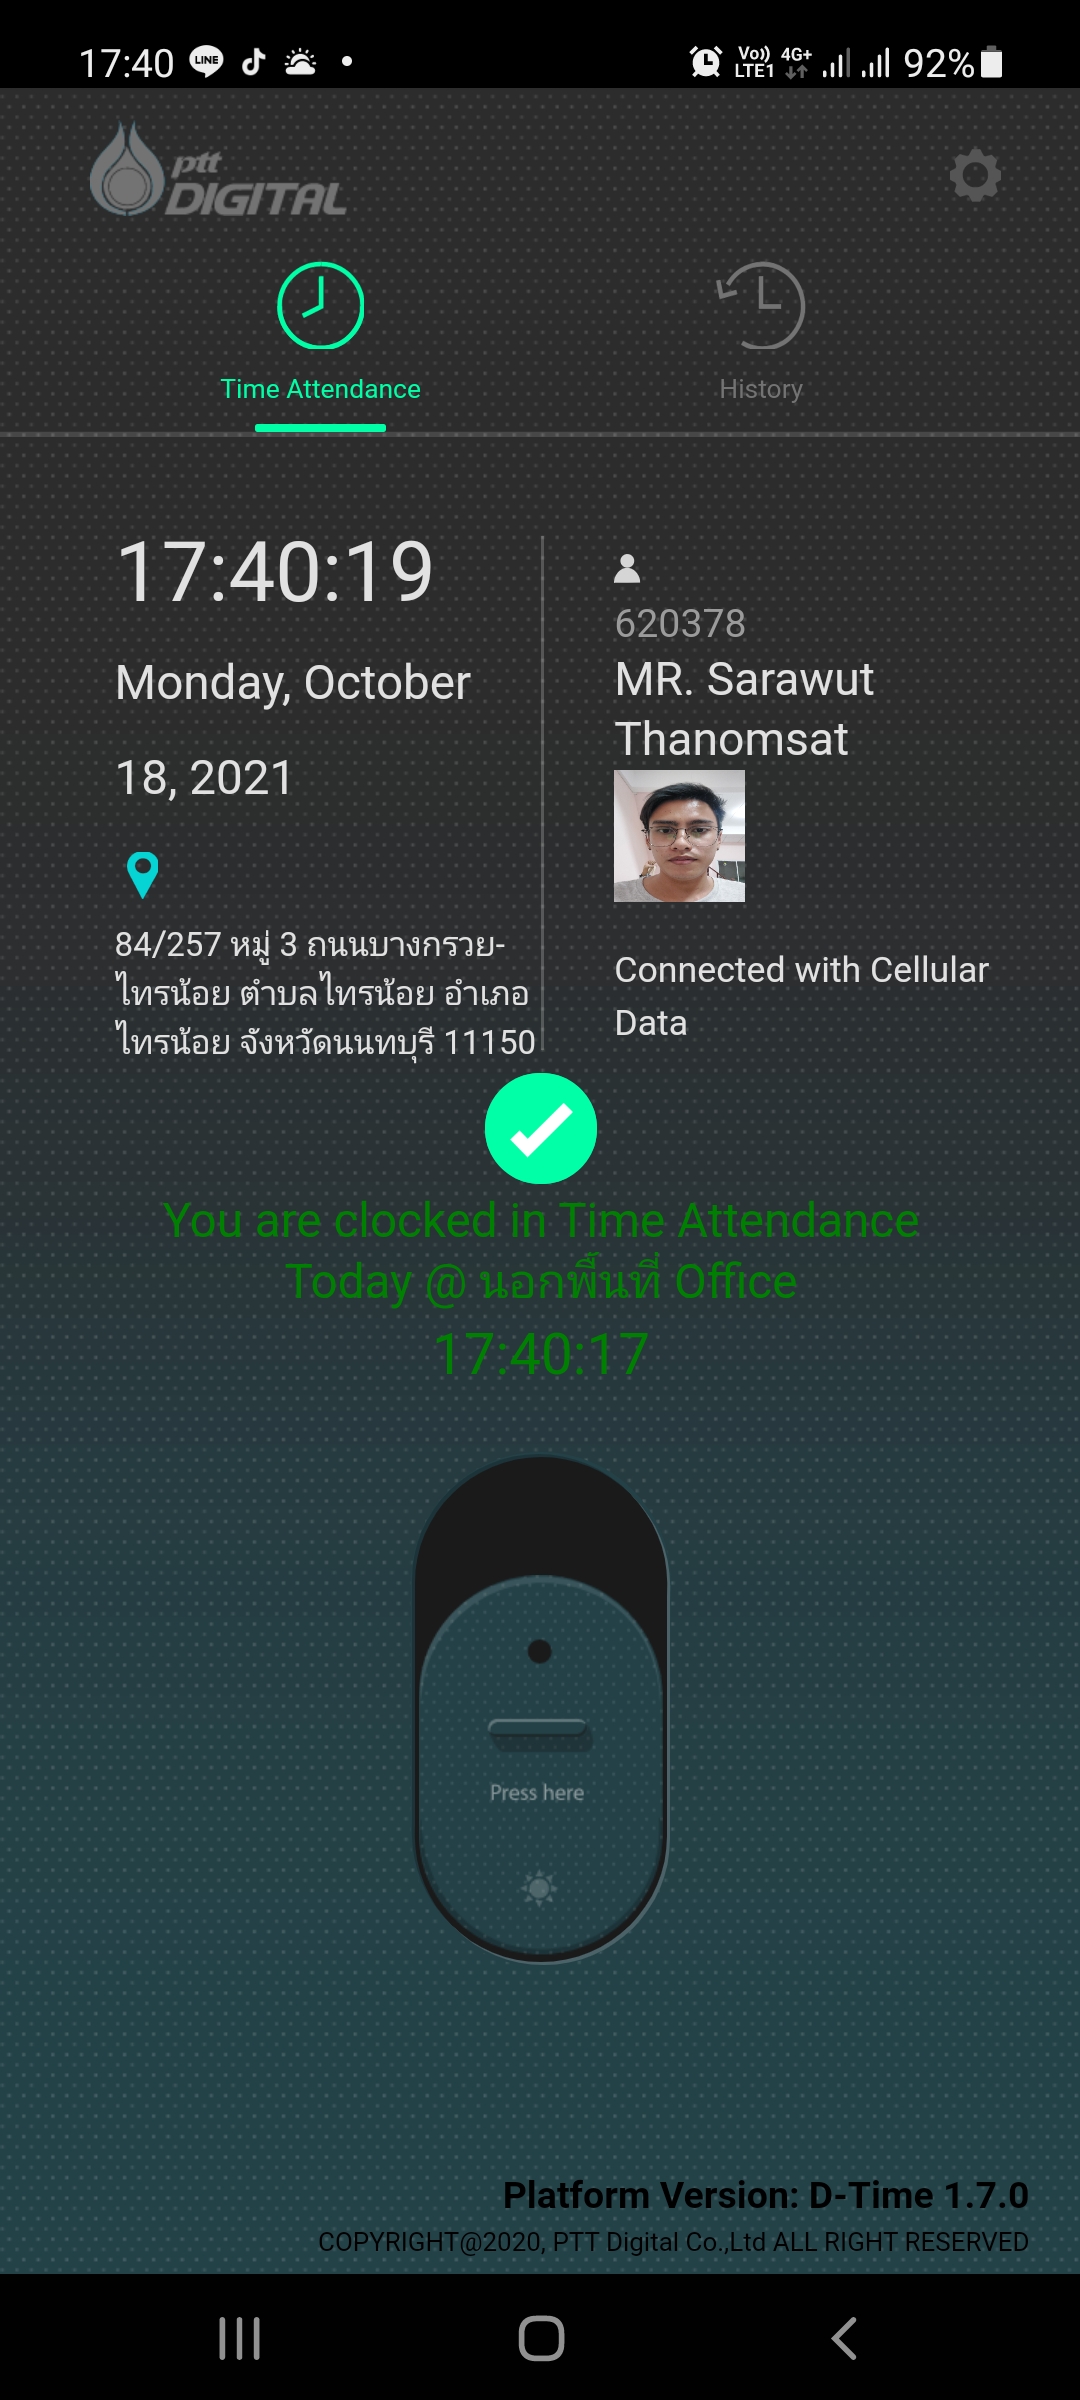 17:40 LINE Vo)) LTE1 4G+ 92%
ptt
DIGITAL
Time Attendance
History
17:40:19
Monday, October
18, 2021
84/257 หมู่ 3 ถนนบางกรวย-
ไทรน้อย ตำบลไทรน้อย อำเภอ
ไทรน้อย จังหวัดนนทบุรี 11150
620378
MR. Sarawut
Thanomsat
Connected with Cellular
Data
You are clocked in Time Attendance
Today @ นอกพื้นที่ Office
17:40:17
Press here
Platform Version: D-Time 1.7.0
COPYRIGHT@2020, PTT Digital Co.,Ltd ALL RIGHT RESERVED